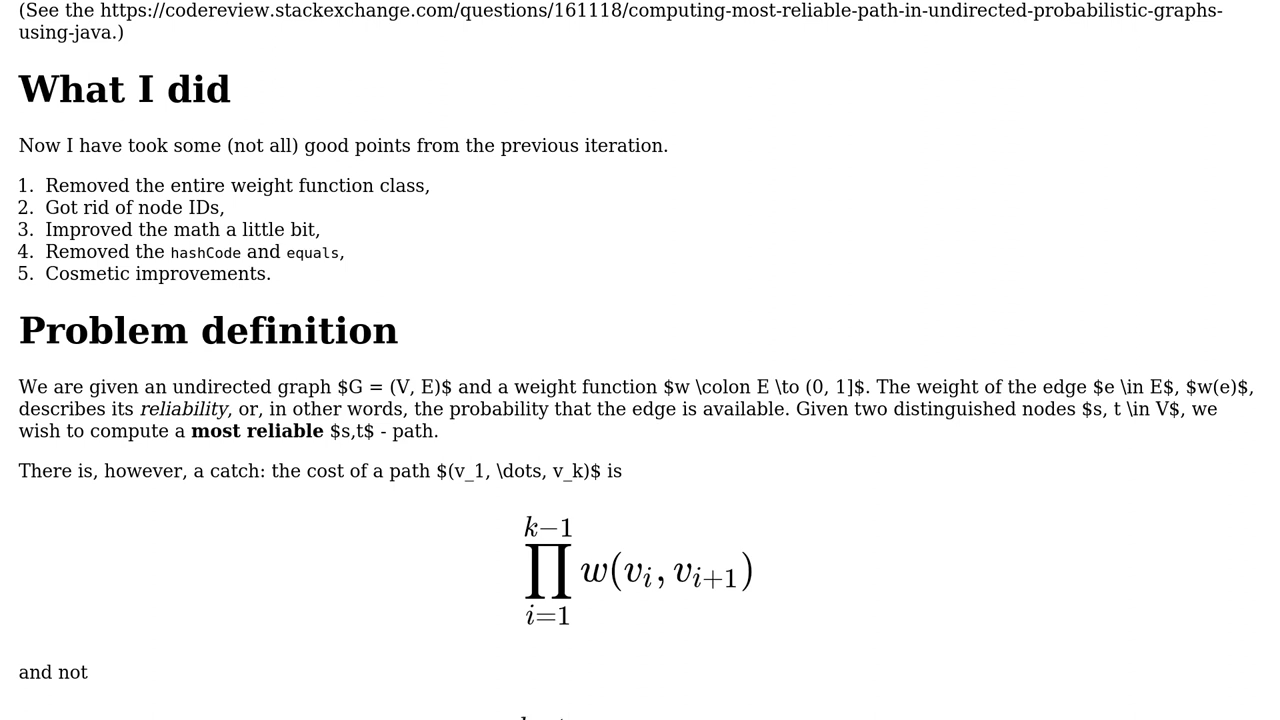 (See the https://codereview.stackexchange.com/questions/161118/computing-most-reliable-path-in-undirected-probabilistic-graphs-
using-java.)
What I did
Now I have took some (not all) good points from the previous iteration.
1. Removed the entire weight function class,
2. Got rid of node IDs,
3. Improved the math a little bit,
4. Removed the hashCode and equals,
5. Cosmetic improvements.
Problem definition
We are given an undirected graph $G = (V, E)$ and a weight function $w \colon E \to (0, 1]$. The weight of the edge $e \in E$, $w(e)$,
describes its reliability, or, in other words, the probability that the edge is available. Given two distinguished nodes $s, t \in V$, we
wish to compute a most reliable $s,t$ - path.
There is, however, a catch: the cost of a path $(v_1, \dots, v_k)$ is
k−1
∏ w(v_i, v_{i+1})
i=1
and not